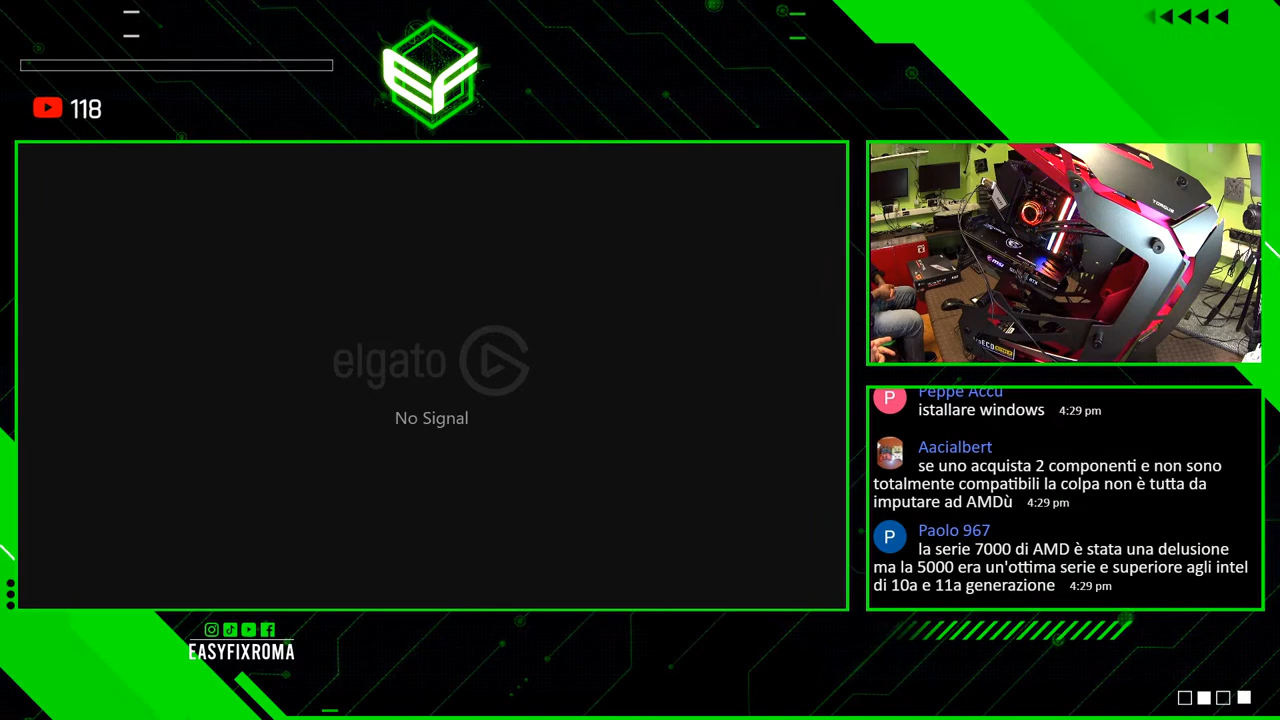 EF
118
elgato
No Signal
TORQUE
Peppe Accu
istallare windows 4:29 pm
Aacialbert
se uno acquista 2 componenti e non sono
totalmente compatibili la colpa non è tutta da
imputare ad AMDù 4:29 pm
P
Paolo 967
la serie 7000 di AMD è stata una delusione
ma la 5000 era un'ottima serie e superiore agli intel
di 10a e 11a generazione 4:29 pm
P
EASYFIXROMA